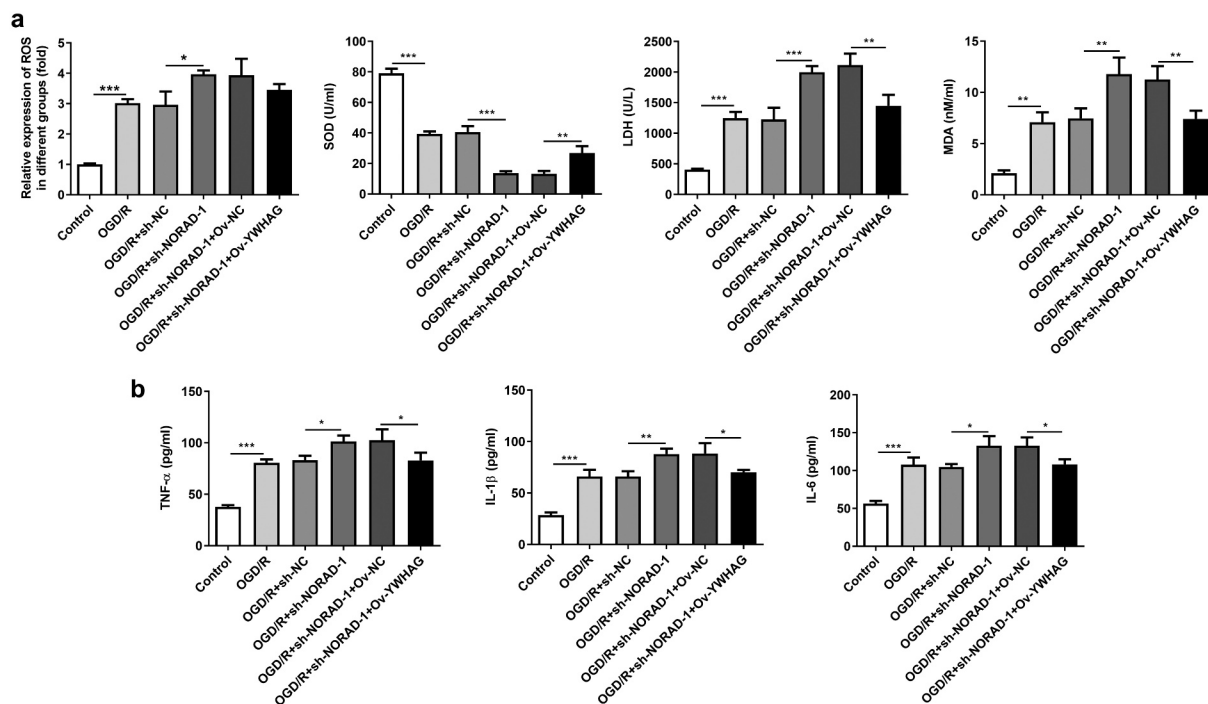 a
Relative expression of ROS
in different groups (fold)
5
4
3
2
1
0
***
*
Control
OGD/R
OGD/R+sh-NC
OGD/R+sh-NORAD-1
OGD/R+sh-NORAD-1+Ov-NC
OGD/R+sh-NORAD-1+Ov-YWHAG
SOD (U/ml)
100
80
60
40
20
0
***
***
**
Control
OGD/R
OGD/R+sh-NC
OGD/R+sh-NORAD-1
OGD/R+sh-NORAD-1+Ov-NC
OGD/R+sh-NORAD-1+Ov-YWHAG
LDH (U/L)
2500
2000
1500
1000
500
0
***
***
**
Control
OGD/R
OGD/R+sh-NC
OGD/R+sh-NORAD-1
OGD/R+sh-NORAD-1+Ov-NC
OGD/R+sh-NORAD-1+Ov-YWHAG
MDA (nM/ml)
15
10
5
0
**
**
**
Control
OGD/R
OGD/R+sh-NC
OGD/R+sh-NORAD-1
OGD/R+sh-NORAD-1+Ov-NC
OGD/R+sh-NORAD-1+Ov-YWHAG
b
TNF-α (pg/ml)
150
100
50
0
***
*
*
Control
OGD/R
OGD/R+sh-NC
OGD/R+sh-NORAD-1
OGD/R+sh-NORAD-1+Ov-NC
OGD/R+sh-NORAD-1+Ov-YWHAG
IL-1β (pg/ml)
150
100
50
0
***
**
*
Control
OGD/R
OGD/R+sh-NC
OGD/R+sh-NORAD-1
OGD/R+sh-NORAD-1+Ov-NC
OGD/R+sh-NORAD-1+Ov-YWHAG
IL-6 (pg/ml)
200
150
100
50
0
***
*
*
Control
OGD/R
OGD/R+sh-NC
OGD/R+sh-NORAD-1
OGD/R+sh-NORAD-1+Ov-NC
OGD/R+sh-NORAD-1+Ov-YWHAG